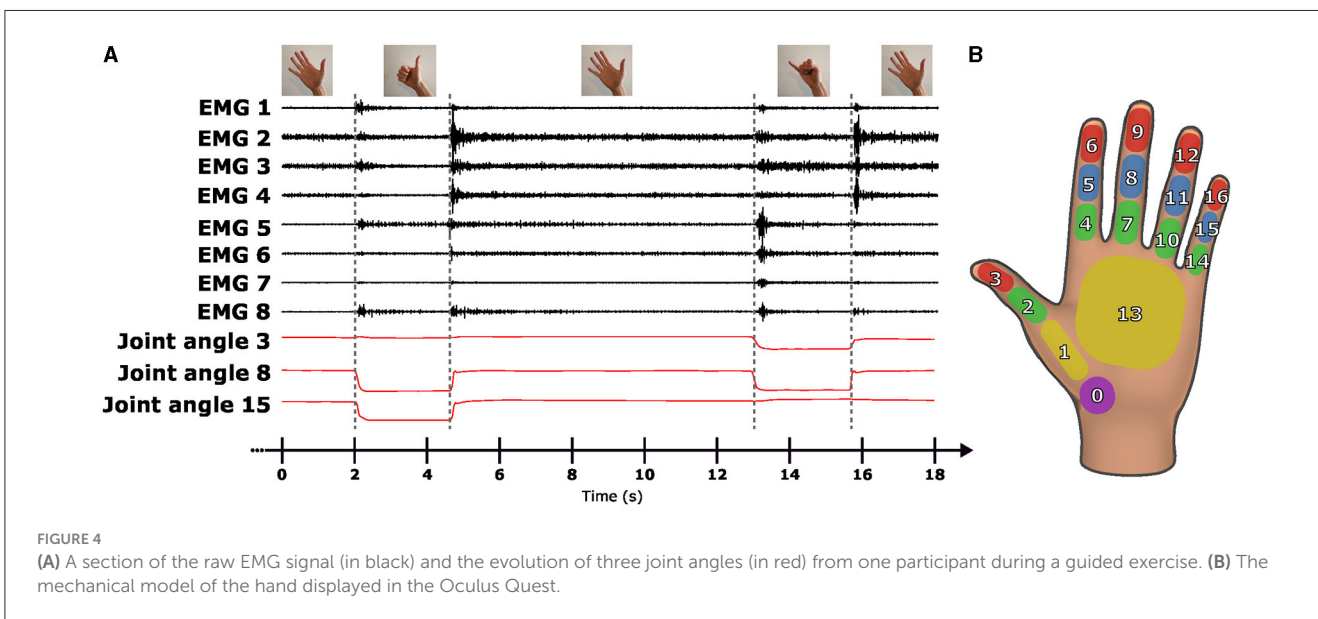 A
B
EMG 1
EMG 2
EMG 3
EMG 4
EMG 5
EMG 6
EMG 7
EMG 8
Joint angle 3
Joint angle 8
Joint angle 15
0 2 4 6 8 10 12 14 16 18
Time (s)
9
6
12
8
5
11
16
7
4
15
10
14
3
2
13
1
0
FIGURE 4
(A) A section of the raw EMG signal (in black) and the evolution of three joint angles (in red) from one participant during a guided exercise. (B) The
mechanical model of the hand displayed in the Oculus Quest.